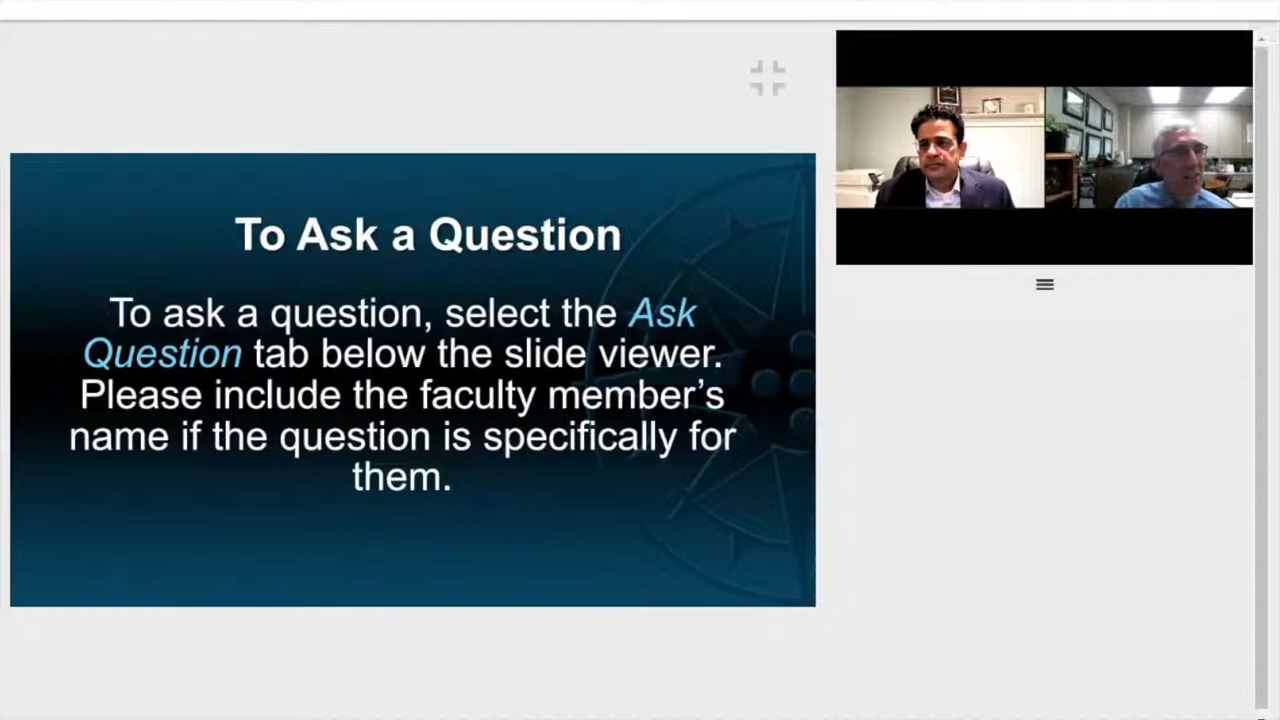 To Ask a Question
To ask a question, select the Ask
Question tab below the slide viewer.
Please include the faculty member’s
name if the question is specifically for
them.